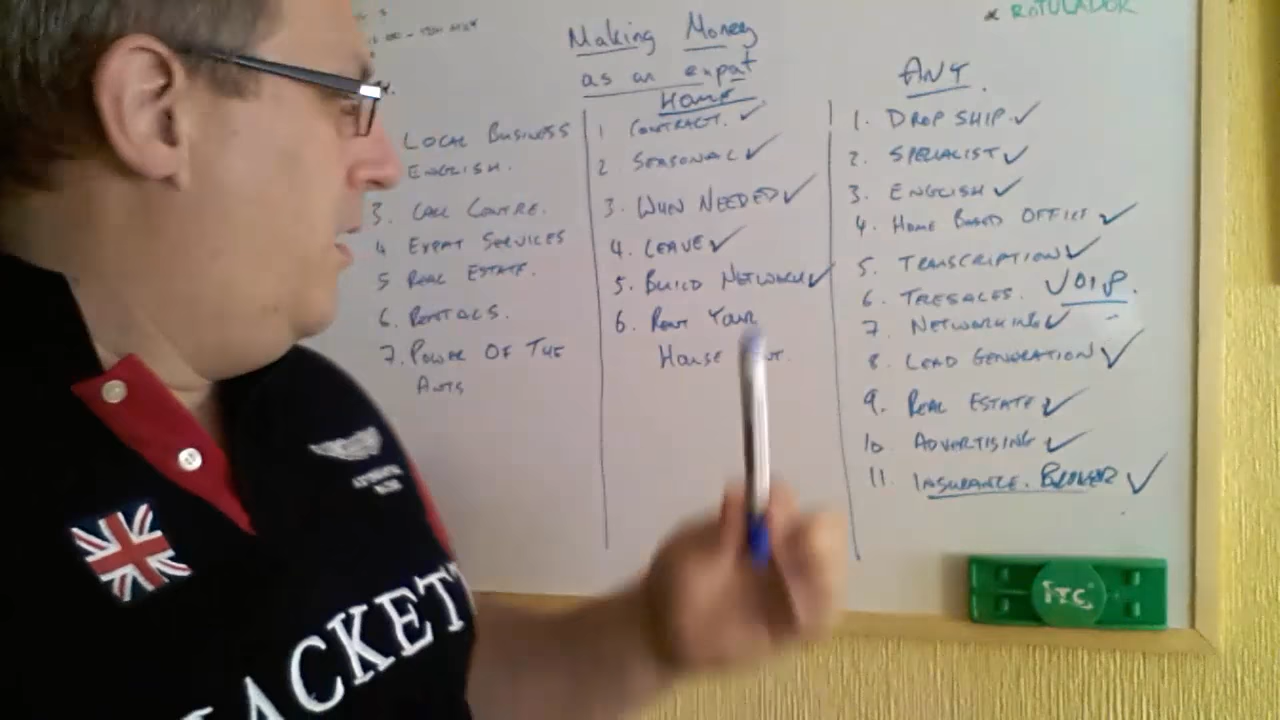 ROTULADOR
Making Money
as an expat
LOCAL BUSINESS
ENGLISH.
3. CALL CENTRE.
4 EXPAT SERVICES
5 REAL ESTATE.
6. RENTALS.
7. POWER OF THE
ANTS
HOME
1 CONTRACT. ✓
2 SEASONAL ✓
3. WHEN NEEDED ✓
4. LEAVE ✓
5. BUILD NETWORK ✓
6. RENT YOUR
HOUSE
ANY.
1. DROP SHIP. ✓
2. SPECIALIST ✓
3. ENGLISH ✓
4. HOME BASED OFFICE ✓
5. TRANSCRIPTION ✓
6. TELESALES. VOIP.
7. NETWORKING ✓
8. LEAD GENERATION ✓
9. REAL ESTATE ✓
10 ADVERTISING ✓
11. INSURANCE. BROKER ✓
iTC
HACKETT